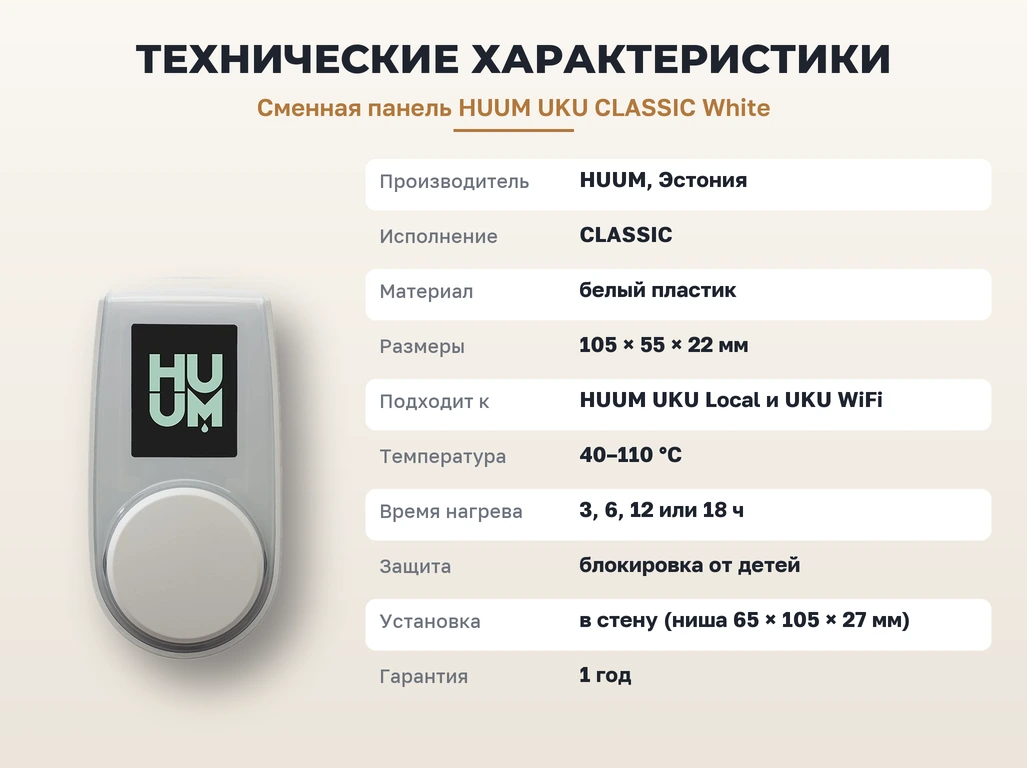 ТЕХНИЧЕСКИЕ ХАРАКТЕРИСТИКИ
Сменная панель HUUM UKU CLASSIC White
Производитель HUUM, Эстония
Исполнение CLASSIC
Материал белый пластик
Размеры 105 × 55 × 22 мм
HU
UM
Подходит к HUUM UKU Local и UKU WiFi
Температура 40–110 °C
Время нагрева 3, 6, 12 или 18 ч
Защита блокировка от детей
Установка в стену (ниша 65 × 105 × 27 мм)
Гарантия 1 год